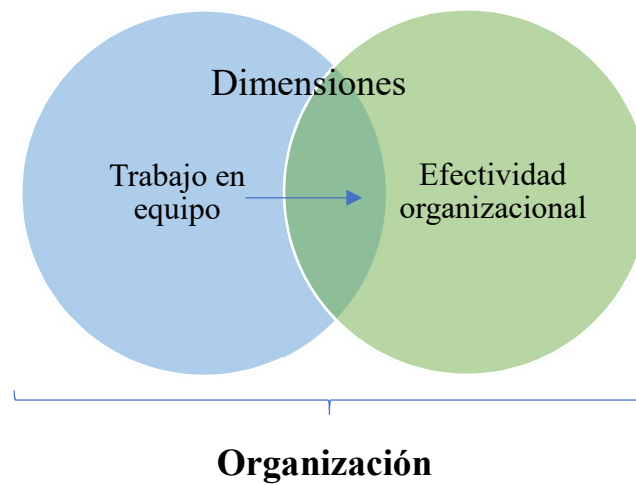 Dimensiones
Trabajo en
equipo
Efectividad
organizacional
Organización